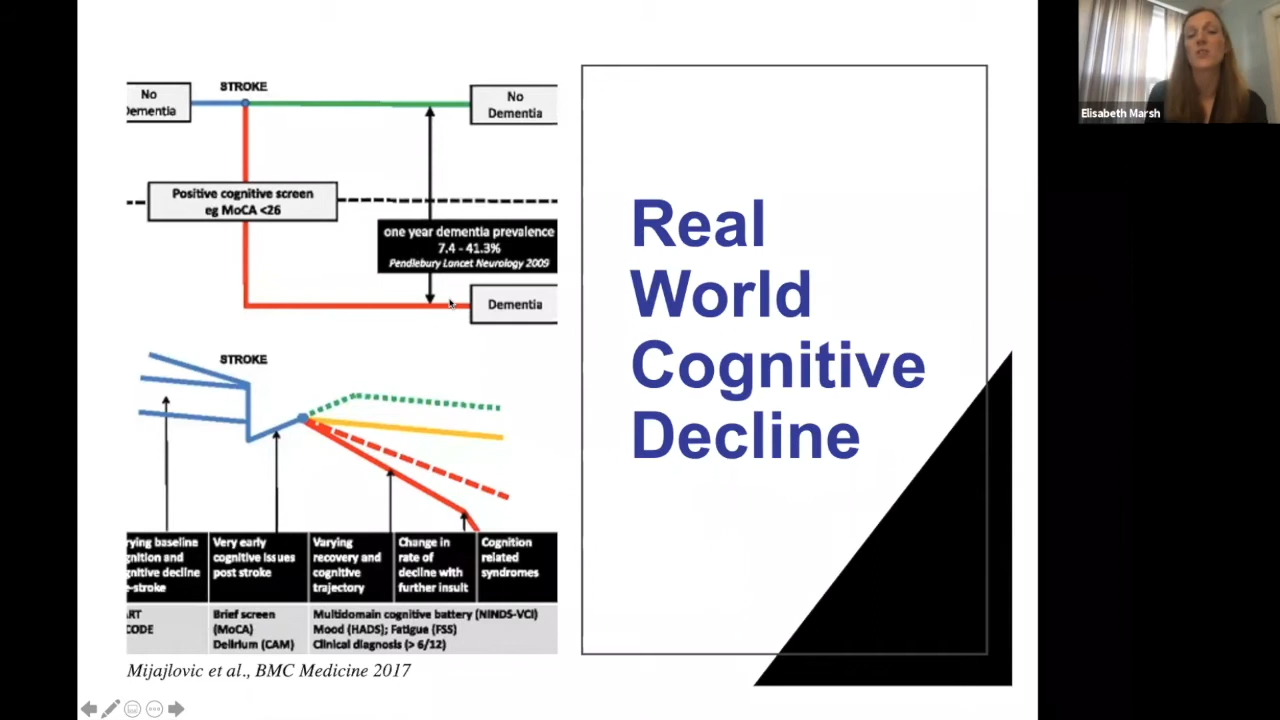 STROKE
No
Dementia
No
Dementia
Positive cognitive screen
eg MoCA <26
one year dementia prevalence
7.4 - 41.3%
Pendlebury Lancet Neurology 2009
Dementia
STROKE
rying baseline
gnition and
gnitive decline
e-stroke
Very early
cognitive issues
post stroke
Varying
recovery and
cognitive
trajectory
Change in
rate of
decline with
further insult
Cognition
related
syndromes
ART
CODE
Brief screen
(MoCA)
Delirium (CAM)
Multidomain cognitive battery (NINDS-VCI)
Mood (HADS); Fatigue (FSS)
Clinical diagnosis (> 6/12)
Mijajlovic et al., BMC Medicine 2017
Real
World
Cognitive
Decline
Elisabeth Marsh